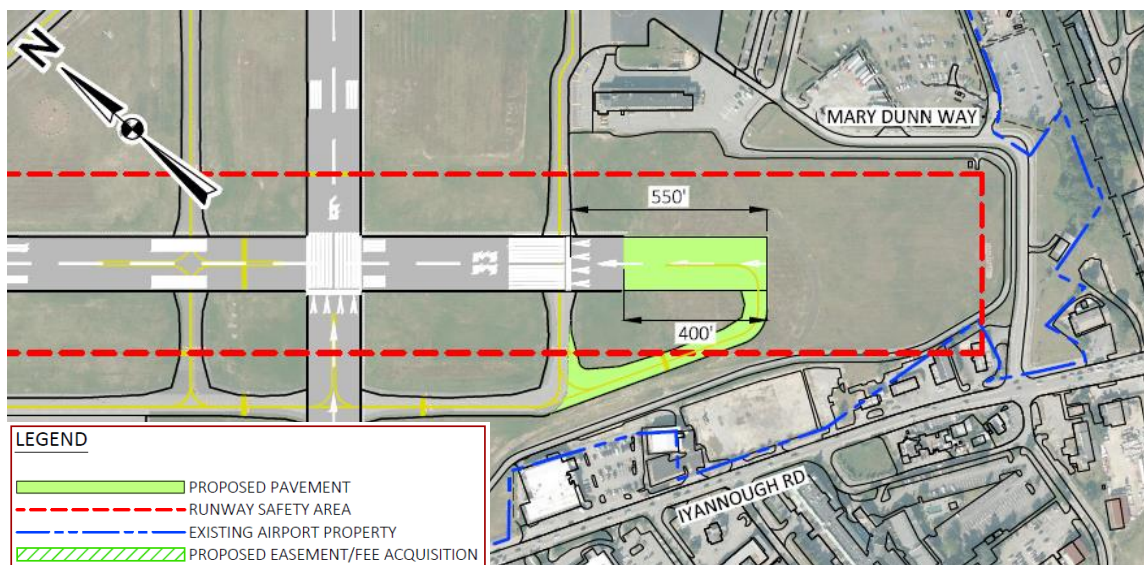 N
MARY DUNN WAY
550'
400'
IYANNOUGH RD
LEGEND
PROPOSED PAVEMENT
RUNWAY SAFETY AREA
EXISTING AIRPORT PROPERTY
PROPOSED EASEMENT/FEE ACQUISITION